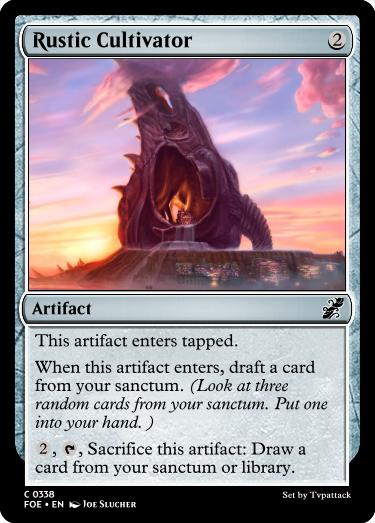 Rustic Cultivator 2
Artifact
This artifact enters tapped.
When this artifact enters, draft a card
from your sanctum. (Look at three
random cards from your sanctum. Put one
into your hand. )
2 , , Sacrifice this artifact: Draw a
card from your sanctum or library.
C 0338
FOE • EN Joe Slucher
Set by Tvpattack